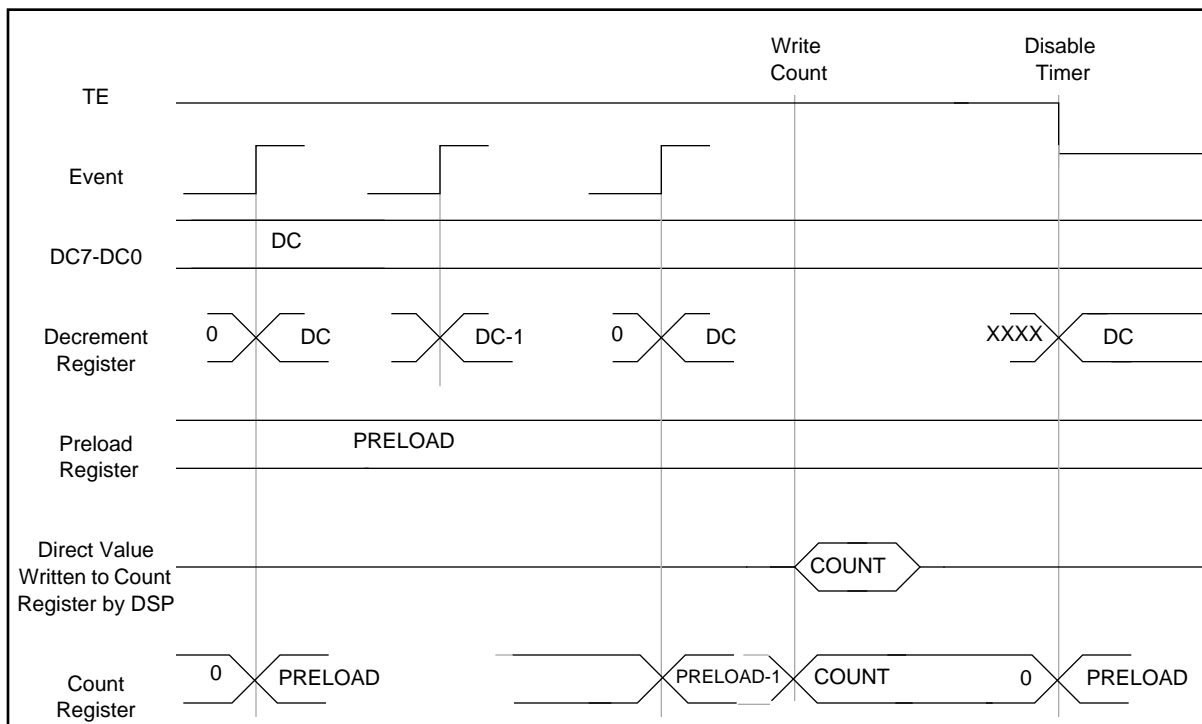 Write
Count
Disable
Timer
TE
Event
DC7-DC0
DC
Decrement
Register
0
DC
DC-1
0
DC
XXXX
DC
Preload
Register
PRELOAD
Direct Value
Written to Count
Register by DSP
COUNT
Count
Register
0
PRELOAD
PRELOAD-1
COUNT
0
PRELOAD